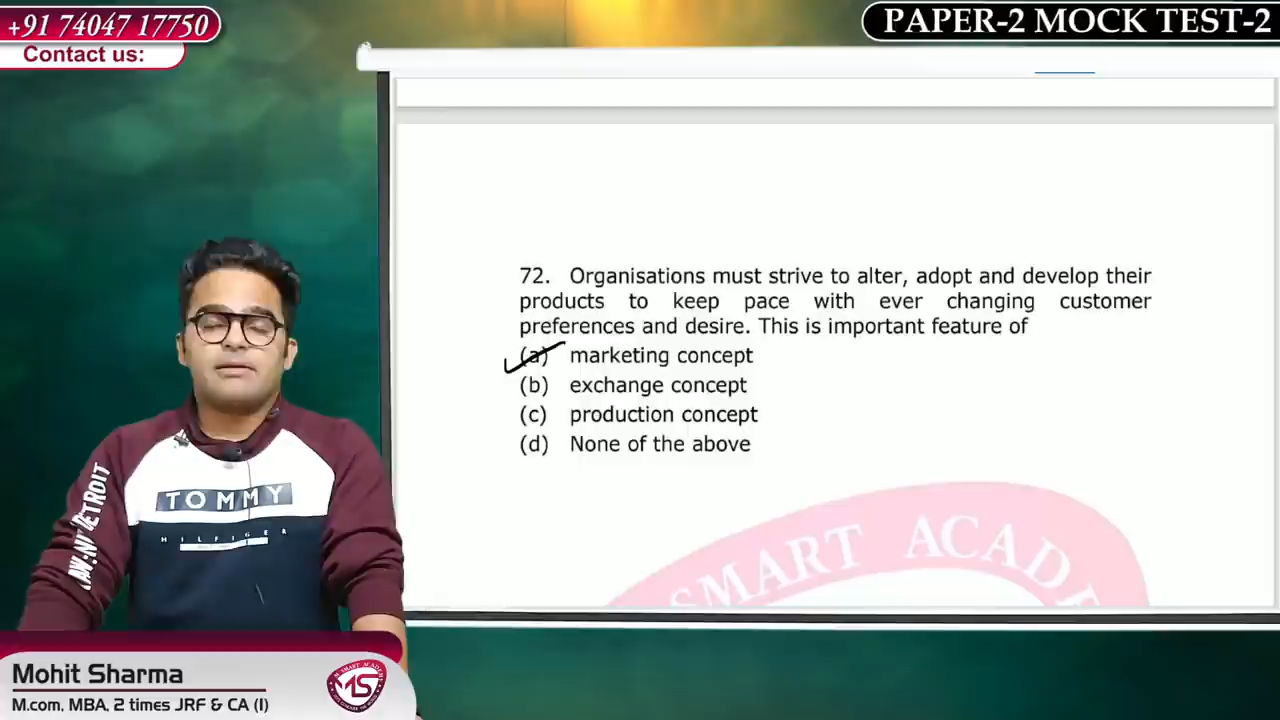 +91 74047 17750
Contact us:
PAPER-2 MOCK TEST-2
72. Organisations must strive to alter, adopt and develop their
products to keep pace with ever changing customer
preferences and desire. This is important feature of
(a) marketing concept
(b) exchange concept
(c) production concept
(d) None of the above
SMART ACADE
TOMMY
HILFIGER
Mohit Sharma
M.com, MBA, 2 times JRF & CA (I)
MS